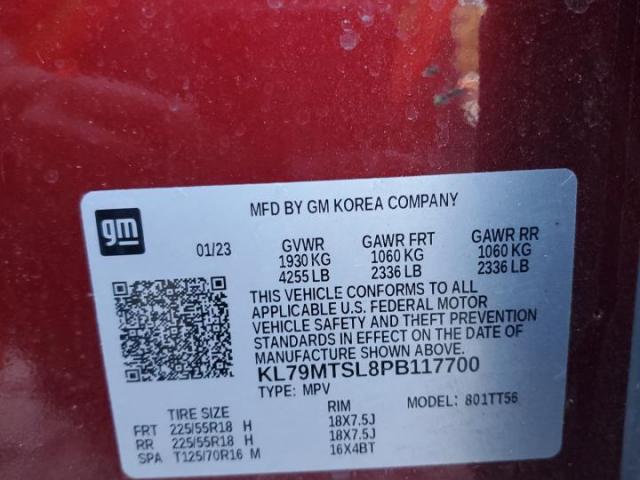 MFD BY GM KOREA COMPANY
gm
01/23 GVWR GAWR FRT GAWR RR
1930 KG 1060 KG 1060 KG
4255 LB 2336 LB 2336 LB
THIS VEHICLE CONFORMS TO ALL
APPLICABLE U.S. FEDERAL MOTOR
VEHICLE SAFETY AND THEFT PREVENTION
STANDARDS IN EFFECT ON THE DATE OF
MANUFACTURE SHOWN ABOVE.
KL79MTSL8PB117700
TYPE: MPV MODEL: 801TT56
TIRE SIZE RIM
FRT 225/55R18 H 18X7.5J
RR 225/55R18 H 18X7.5J
SPA T125/70R16 M 16X4BT